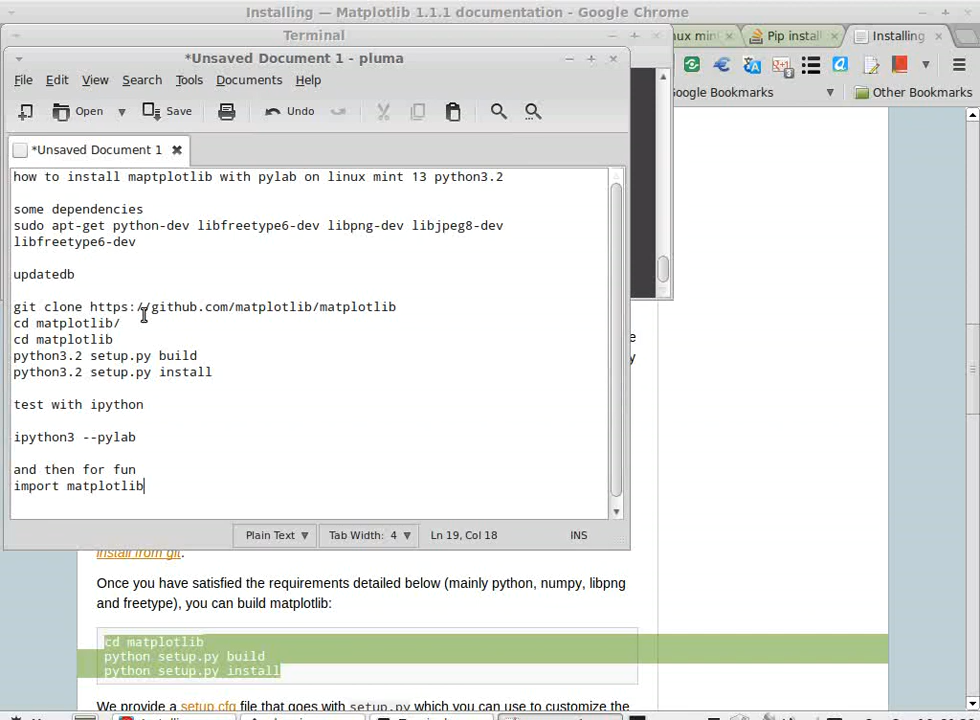 Installing — Matplotlib 1.1.1 documentation - Google Chrome
Terminal
*Unsaved Document 1 - pluma
Pip install
Installing
File Edit View Search Tools Documents Help
Google Bookmarks
Other Bookmarks
Open Save Undo
*Unsaved Document 1
how to install maptplotlib with pylab on linux mint 13 python3.2
some dependencies
sudo apt-get python-dev libfreetype6-dev libpng-dev libjpeg8-dev
libfreetype6-dev
updatedb
git clone https://github.com/matplotlib/matplotlib
cd matplotlib/
cd matplotlib
python3.2 setup.py build
python3.2 setup.py install
test with ipython
ipython3 --pylab
and then for fun
import matplotlib
Plain Text Tab Width: 4 Ln 19, Col 18 INS
install from git.
Once you have satisfied the requirements detailed below (mainly python, numpy, libpng
and freetype), you can build matplotlib:
cd matplotlib
python setup.py build
python setup.py install
We provide a setup.cfg file that goes with setup.py which you can use to customize the